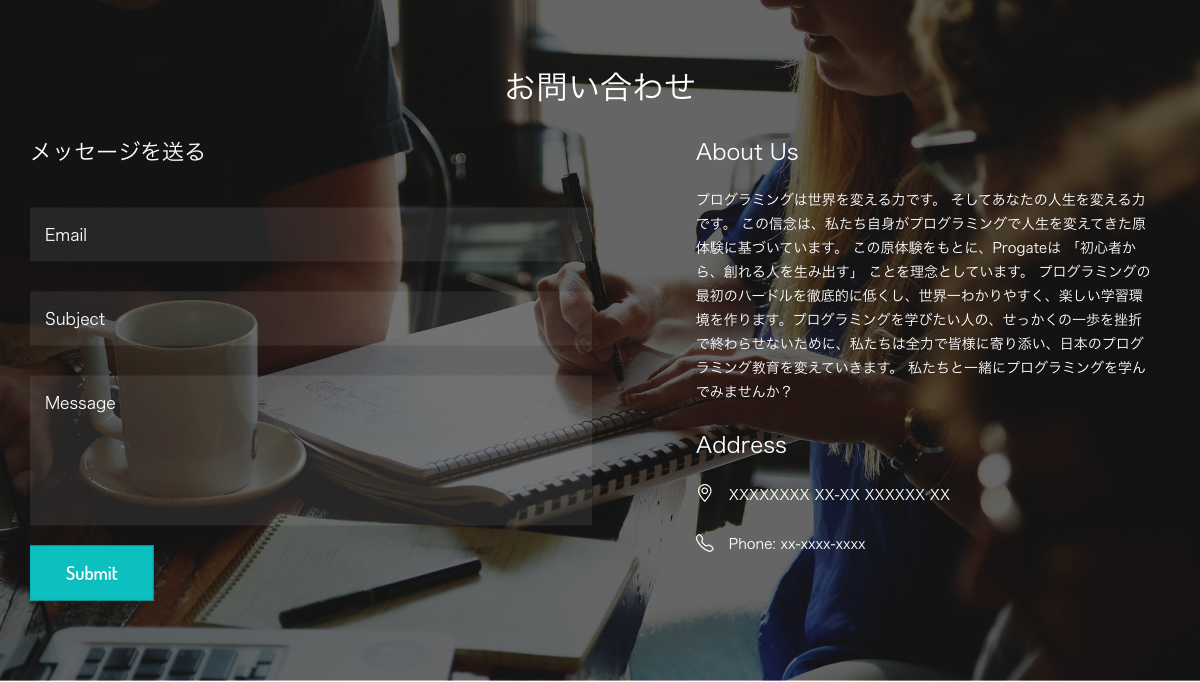 お問い合わせ
メッセージを送る
Email
Subject
Message
Submit
About Us
プログラミングは世界を変える力です。 そしてあなたの人生を変える力
です。 この信念は、私たち自身がプログラミングで人生を変えてきた原
体験に基づいています。 この原体験をもとに、Progateは 「初心者か
ら、創れる人を生み出す」 ことを理念としています。 プログラミングの
最初のハードルを徹底的に低くし、世界一わかりやすく、楽しい学習環
境を作ります。プログラミングを学びたい人の、せっかくの一歩を挫折
で終わらせないために、私たちは全力で皆様に寄り添い、日本のプログ
ラミング教育を変えていきます。 私たちと一緒にプログラミングを学ん
でみませんか？
Address
XXXXXXXX XX-XX XXXXXX XX
Phone: xx-xxxx-xxxx